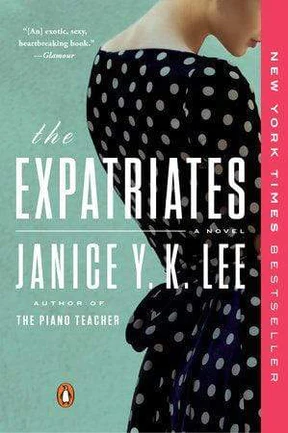 “[An] exotic, sexy,
heartbreaking book.”
—Glamour
the
EXPATRIATES
A NOVEL
JANICE Y. K. LEE
AUTHOR OF
THE PIANO TEACHER
NEW YORK TIMES BESTSELLER